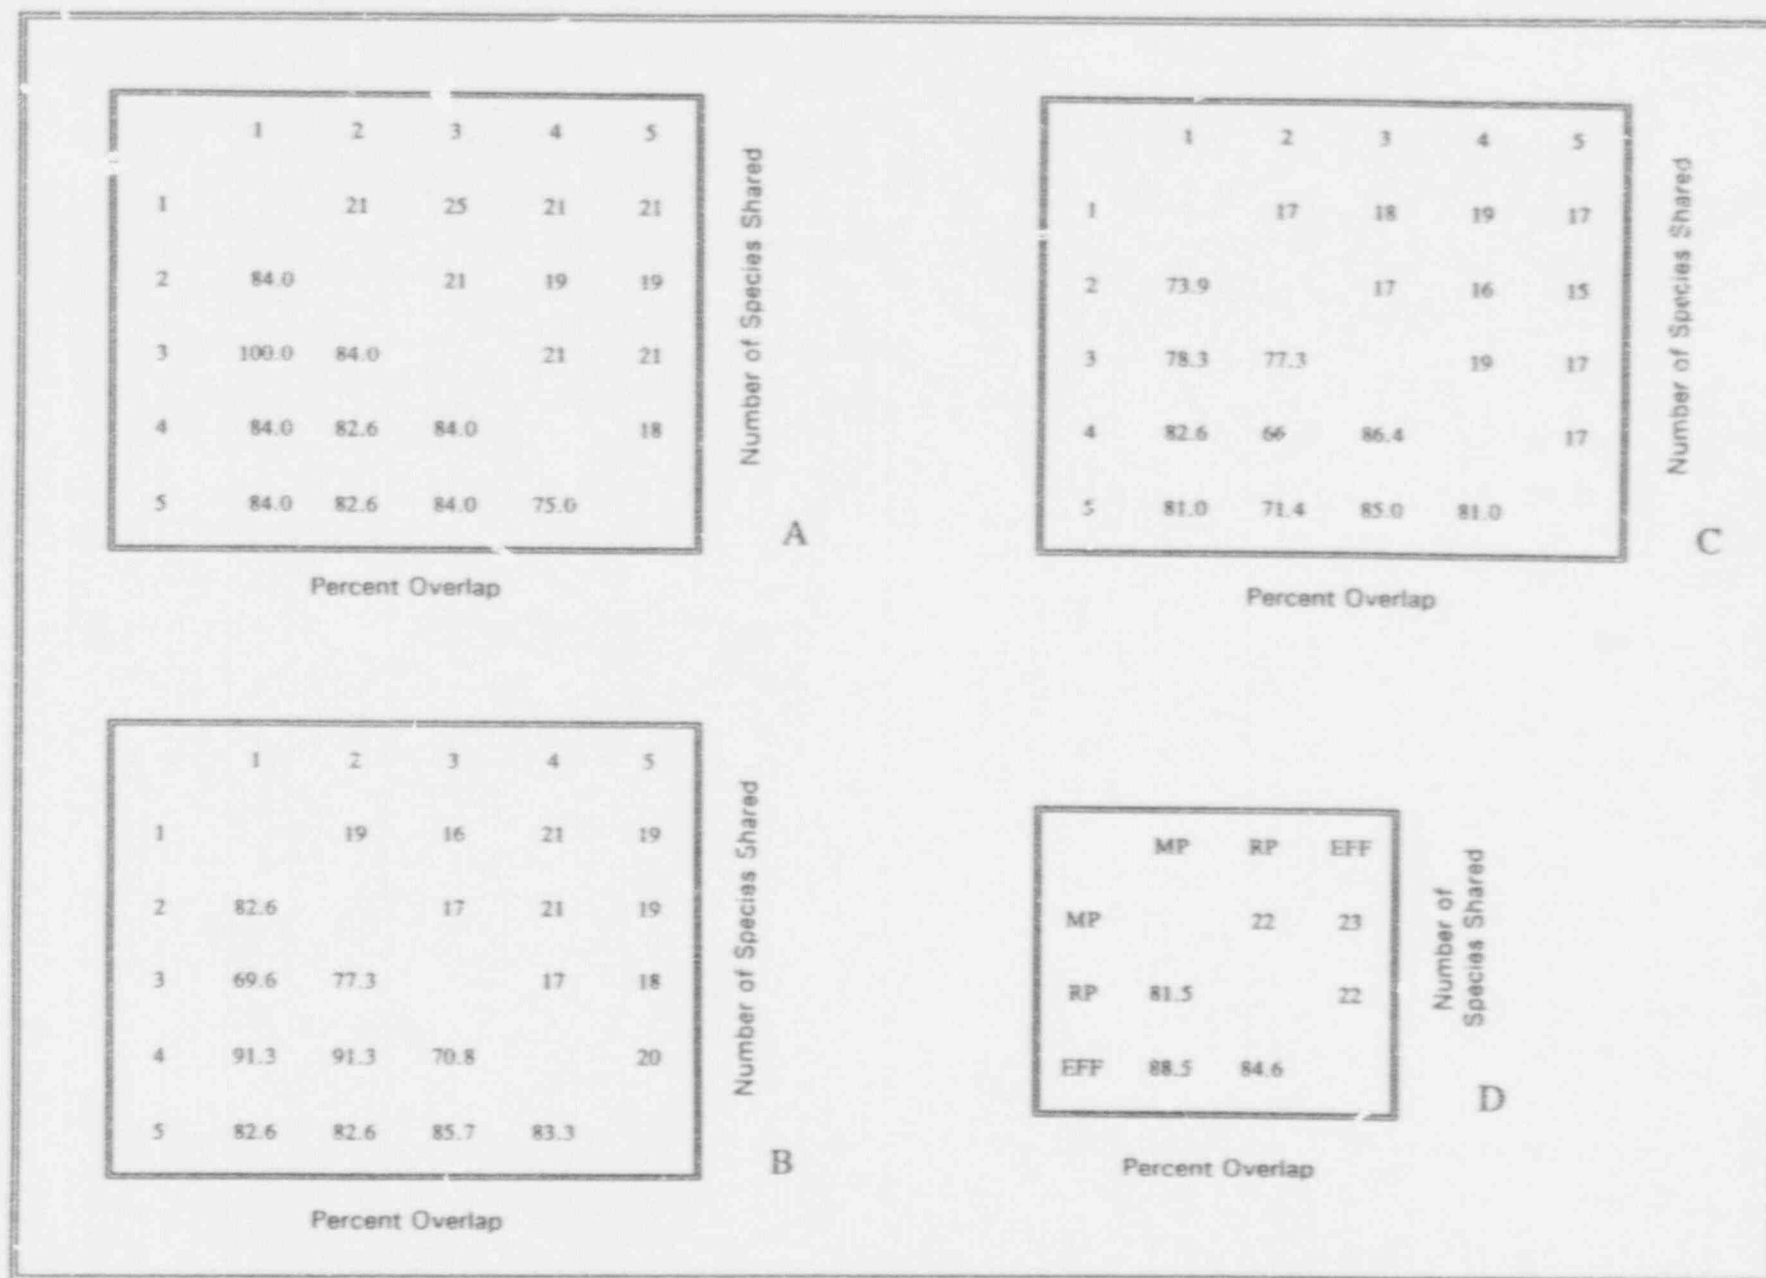 1 2 3 4 5
1 21 25 21 21
2 84.0 21 19 19
3 100.0 84.0 21 21
4 84.0 82.6 84.0 18
5 84.0 82.6 84.0 75.0
Number of Species Shared
A
Percent Overlap
1 2 3 4 5
1 17 18 19 17
2 73.9 17 16 15
3 78.3 77.3 19 17
4 82.6 66 86.4 17
5 81.0 71.4 85.0 81.0
Number of Species Shared
C
Percent Overlap
1 2 3 4 5
1 19 16 21 19
2 82.6 17 21 19
3 69.6 77.3 17 18
4 91.3 91.3 70.8 20
5 82.6 82.6 85.7 83.3
Number of Species Shared
B
Percent Overlap
MP RP EFF
MP 22 23
RP 81.5 22
EFF 88.5 84.6
Number of
Species Shared
D
Percent Overlap